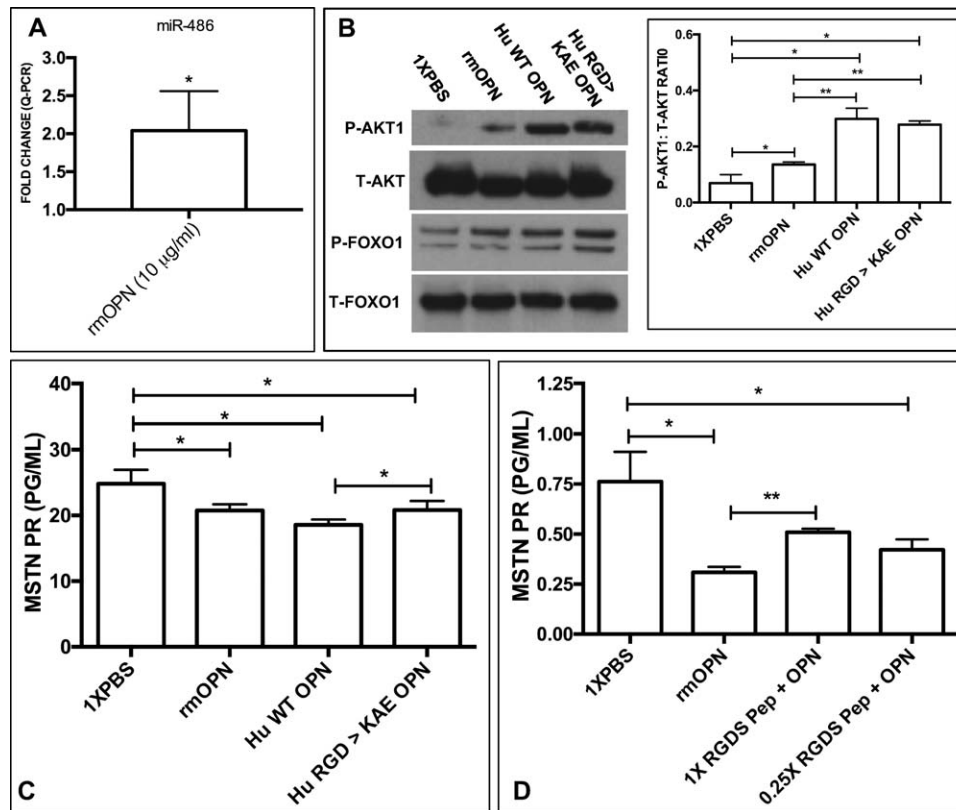 A
miR-486
FOLD CHANGE (Q-PCR)
3.0
2.5
2.0
1.5
1.0
*
rmOPN (10 µg/ml)
B
1XPBS
rmOPN
Hu WT OPN
Hu RGD>
KAE OPN
P-AKT1
T-AKT
P-FOXO1
T-FOXO1
P-AKT1: T-AKT RATIO
0.6
0.4
0.2
0.0
*
*
**
**
*
1XPBS
rmOPN
Hu WT OPN
Hu RGD > KAE OPN
MSTN PR (PG/ML)
40
30
20
10
0
*
*
*
*
1XPBS
rmOPN
Hu WT OPN
Hu RGD > KAE OPN
C
MSTN PR (PG/ML)
1.25
1.00
0.75
0.50
0.25
0.00
*
*
**
1XPBS
rmOPN
1X RGDS Pep + OPN
0.25X RGDS Pep + OPN
D